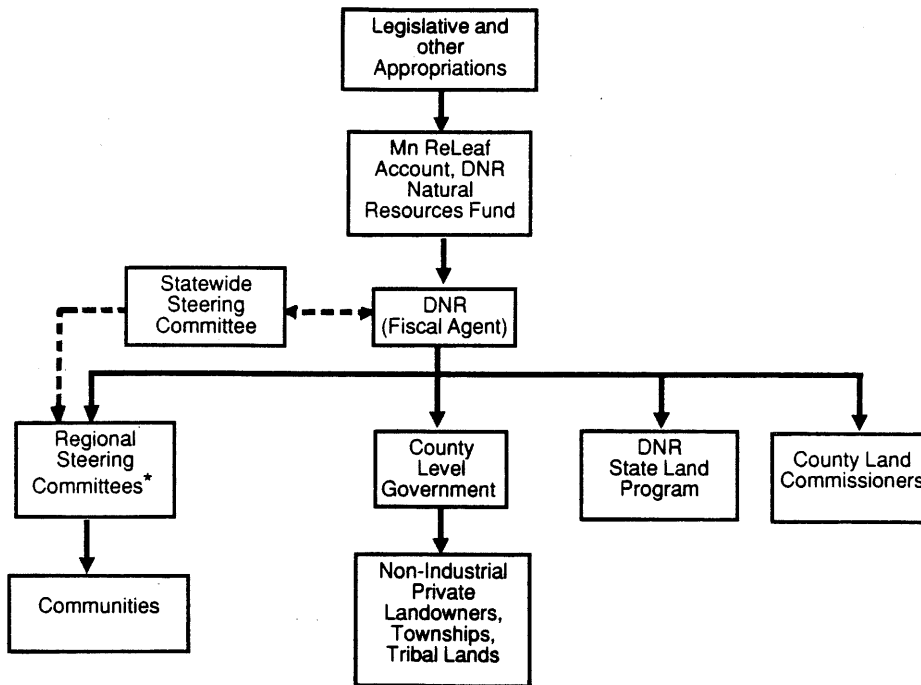 Legislative and
other
Appropriations
Mn ReLeaf
Account, DNR
Natural
Resources Fund
Statewide
Steering
Committee
DNR
(Fiscal Agent)
Regional
Steering
Committees*
County
Level
Government
DNR
State Land
Program
County Land
Commissioners
Communities
Non-Industrial
Private
Landowners,
Townships,
Tribal Lands